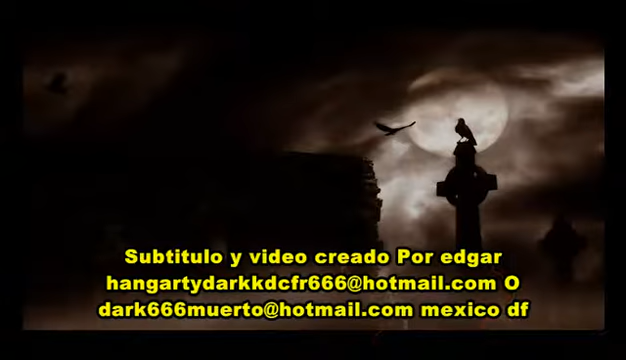 Subtitulo y video creado Por edgar
hangartydarkkdcfr666@hotmail.com O
dark666muerto@hotmail.com mexico df